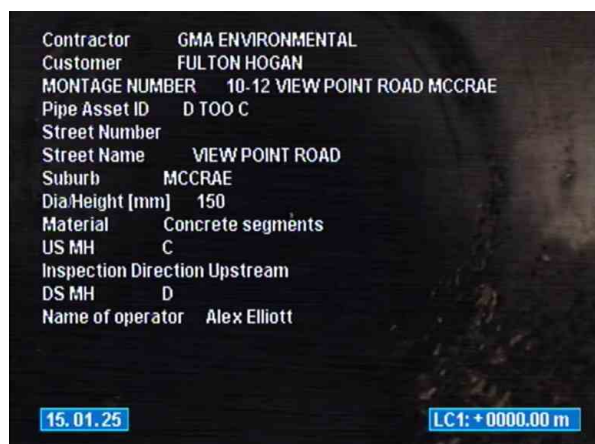 Contractor GMA ENVIRONMENTAL
Customer FULTON HOGAN
MONTAGE NUMBER 10-12 VIEW POINT ROAD MCCRAE
Pipe Asset ID D TOO C
Street Number
Street Name VIEW POINT ROAD
Suburb MCCRAE
Dia/Height [mm] 150
Material Concrete segments
US MH C
Inspection Direction Upstream
DS MH D
Name of operator Alex Elliott
15.01.25
LC1: + 0000.00 m